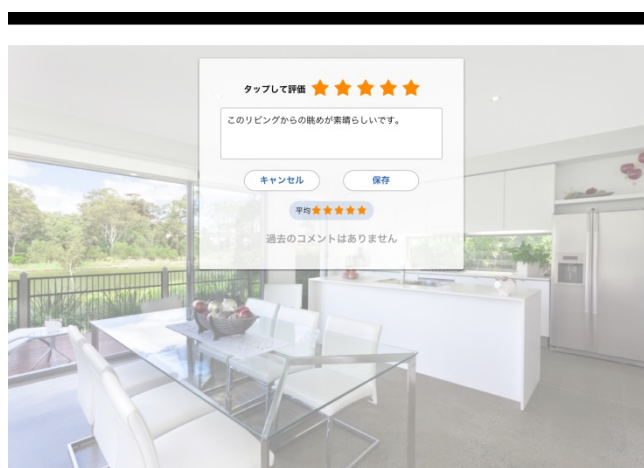 タップして評価
このリビングからの眺めが素晴らしいです。
キャンセル 保存
平均
過去のコメントはありません